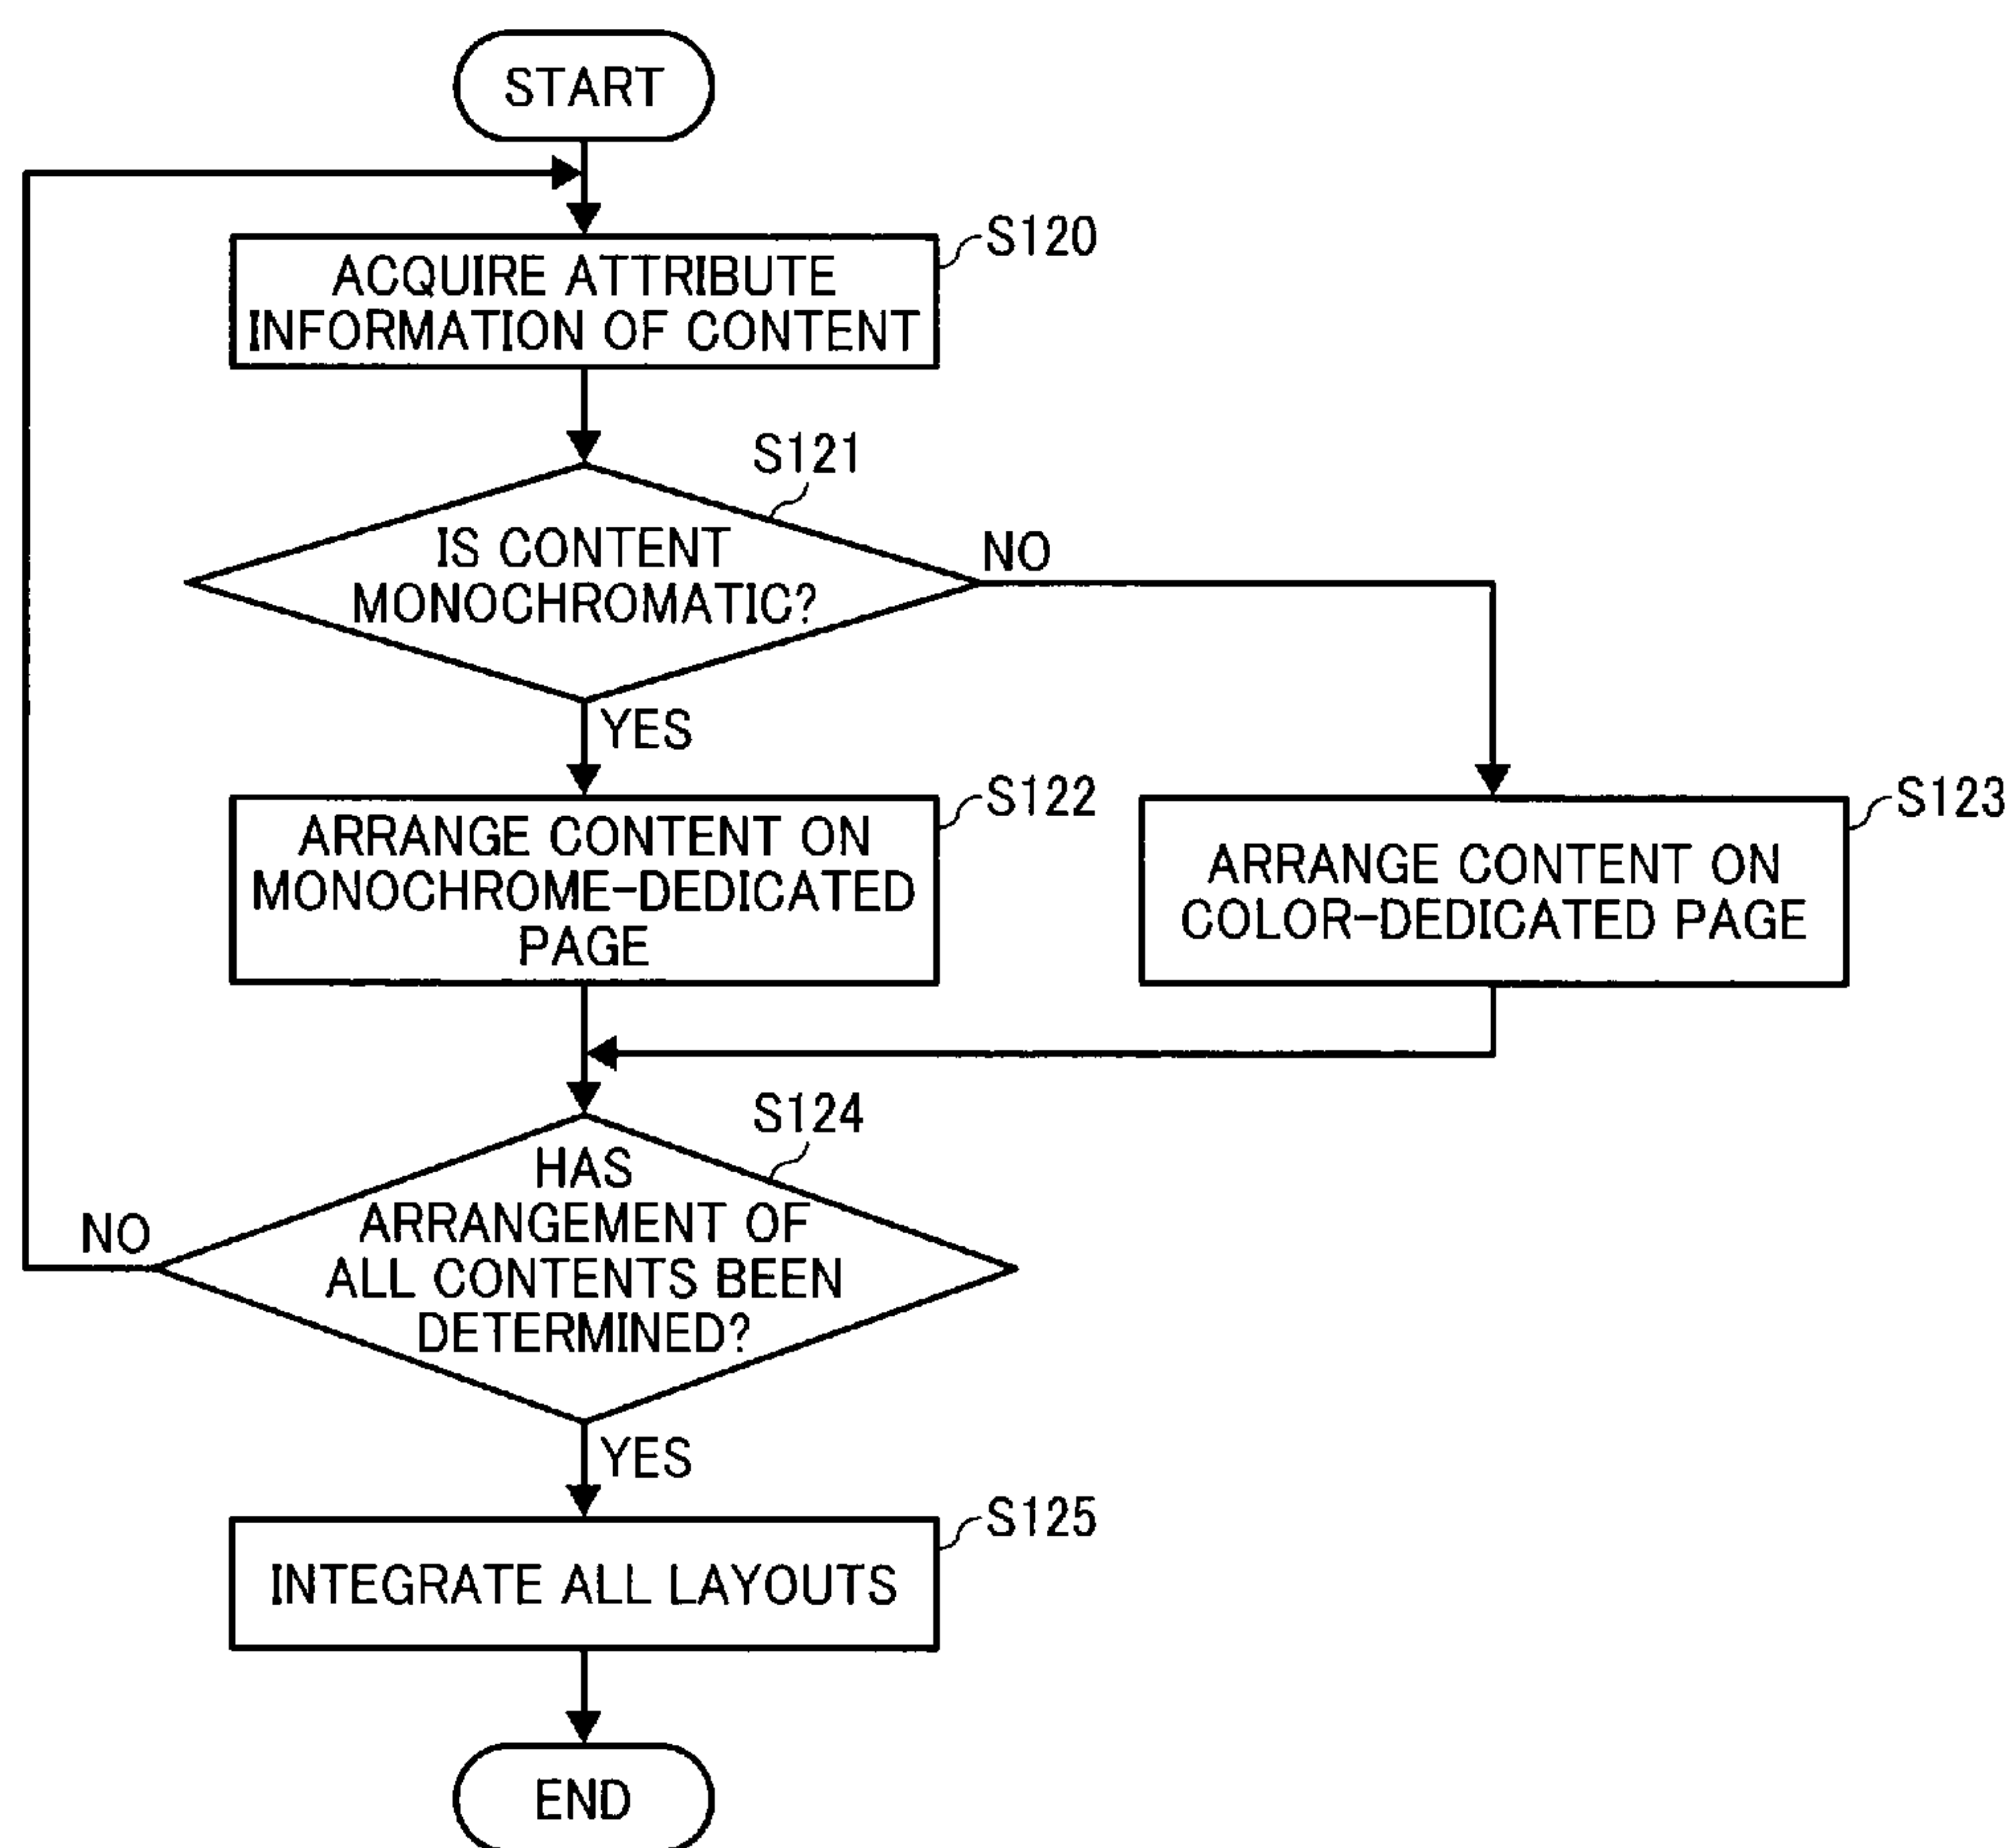 START
S120
ACQUIRE ATTRIBUTE
INFORMATION OF CONTENT
S121
IS CONTENT
MONOCHROMATIC?
NO
YES
S122
ARRANGE CONTENT ON
MONOCHROME-DEDICATED
PAGE
S123
ARRANGE CONTENT ON
COLOR-DEDICATED PAGE
S124
HAS
ARRANGEMENT OF
ALL CONTENTS BEEN
DETERMINED?
NO
YES
S125
INTEGRATE ALL LAYOUTS
END